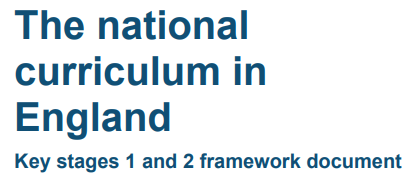 The national
curriculum in
England
Key stages 1 and 2 framework document